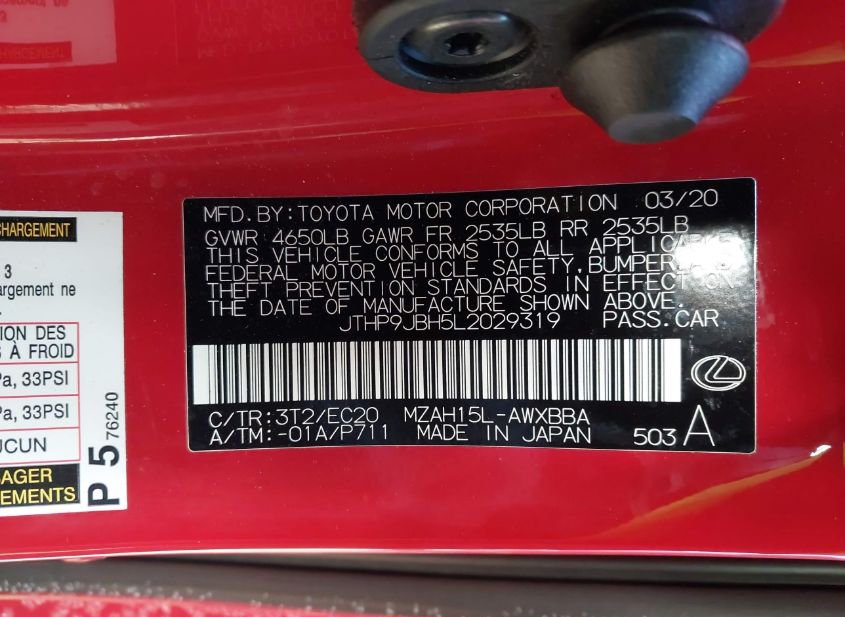 CHARGEMENT
3
argement ne
ION DES
S À FROID
Pa, 33PSI
Pa, 33PSI
UCUN
AGER
EMENTS
P 5 76240
MFD.BY:TOYOTA MOTOR CORPORATION 03/20
GVWR 4650LB GAWR FR 2535LB RR 2535LB
THIS VEHICLE CONFORMS TO ALL APPLICABLE
FEDERAL MOTOR VEHICLE SAFETY,BUMPER,
THEFT PREVENTION STANDARDS IN EFFECT
THE DATE OF MANUFACTURE SHOWN ABOVE.
JTHP9JBH5L2029319 PASS.CAR
C/TR:3T2/EC20 MZAH15L-AWXBBA
A/TM:-01A/P711 MADE IN JAPAN 503 A